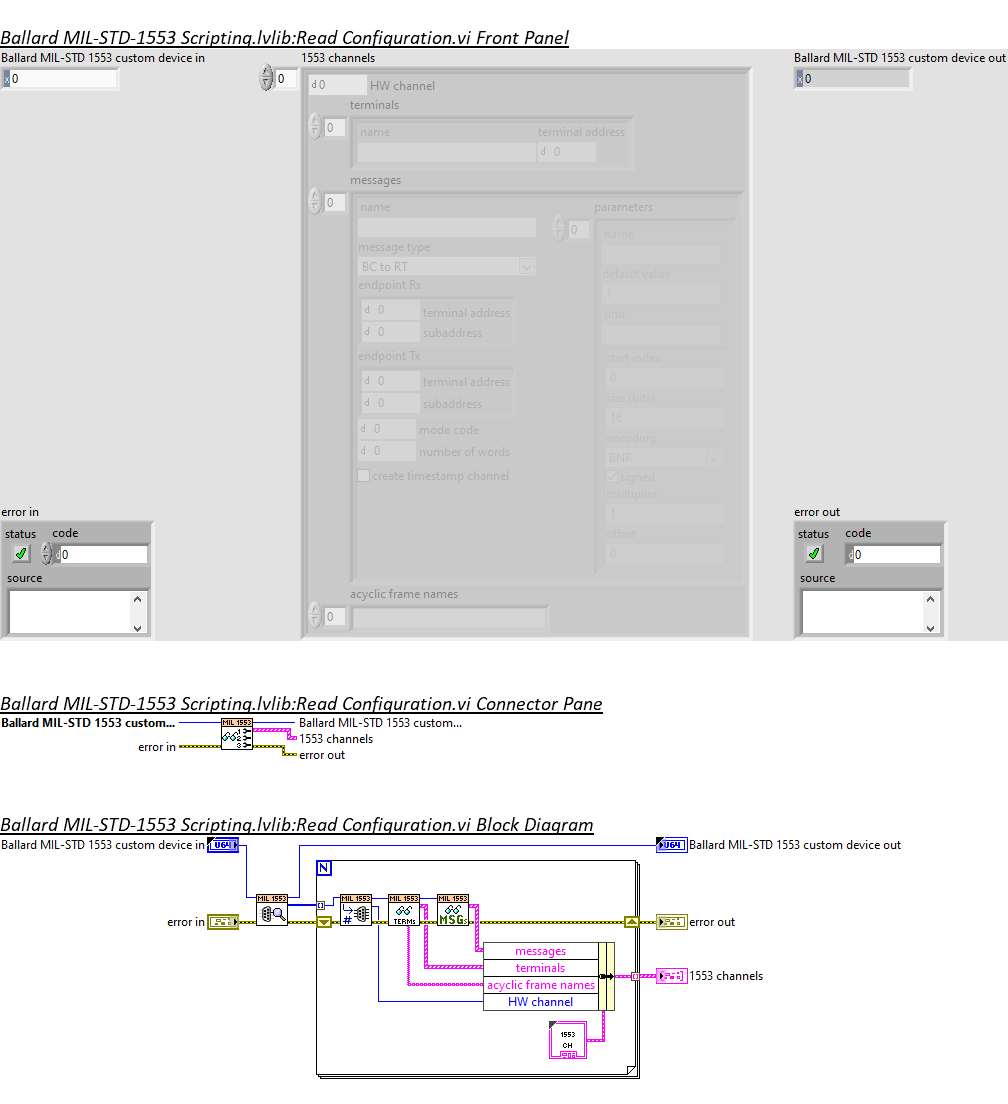 Ballard MIL-STD-1553 Scripting.lvlib:Read Configuration.vi Front Panel
Ballard MIL-STD 1553 custom device in
1553 channels
Ballard MIL-STD 1553 custom device out
x 0
0
d 0
HW channel
x 0
terminals
0
name
terminal address
d 0
messages
0
name
parameters
0
name
message type
BC to RT
default value
1
endpoint Rx
d 0
terminal address
unit
d 0
subaddress
endpoint Tx
start index
0
d 0
terminal address
d 0
subaddress
size (bits)
16
d 0
mode code
encoding
BNR
d 0
number of words
create timestamp channel
signed
multiplier
1
offset
0
error in
status
code
d 0
source
error out
status
code
d 0
source
acyclic frame names
0
Ballard MIL-STD-1553 Scripting.lvlib:Read Configuration.vi Connector Pane
Ballard MIL-STD 1553 custom...
MIL 1553
1
2
3
Ballard MIL-STD 1553 custom...
1553 channels
error in
error out
Ballard MIL-STD-1553 Scripting.lvlib:Read Configuration.vi Block Diagram
Ballard MIL-STD 1553 custom device in
U64
U64
Ballard MIL-STD 1553 custom device out
N
MIL 1553
MIL 1553
#
MIL 1553
TERMs
MIL 1553
MSGs
error in
error out
messages
terminals
acyclic frame names
HW channel
1553 channels
1553
CH